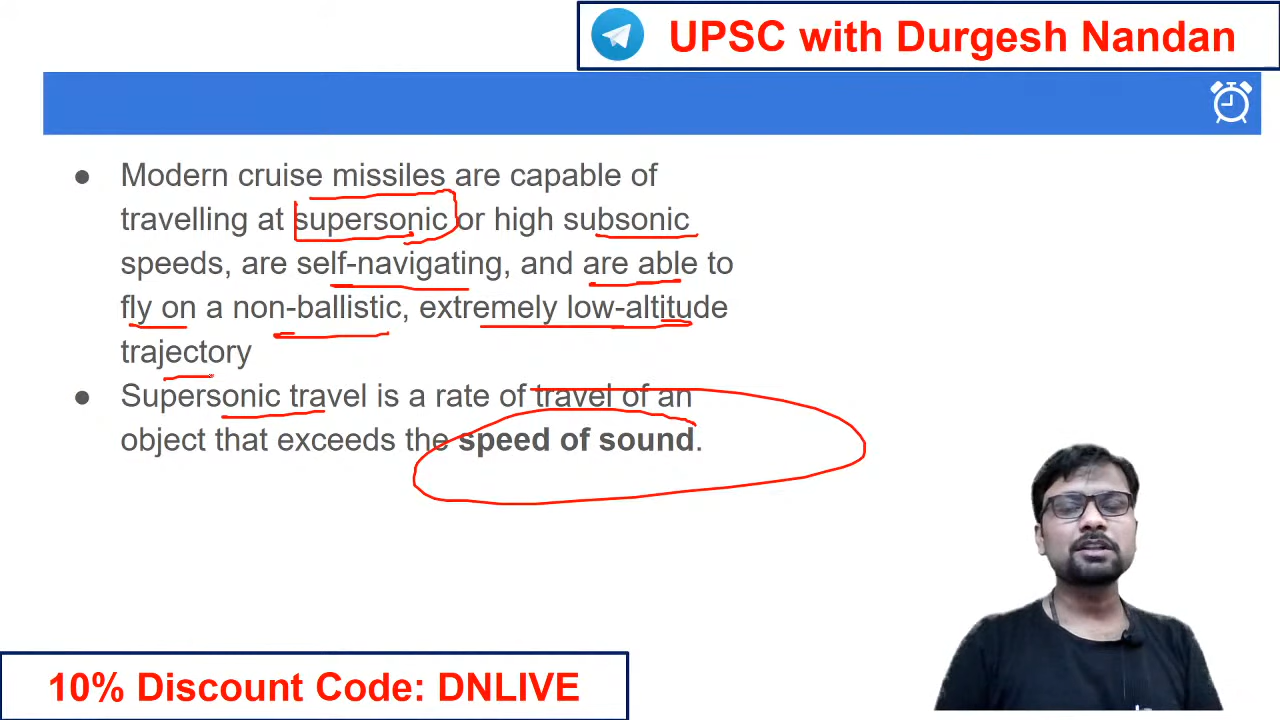 UPSC with Durgesh Nandan
● Modern cruise missiles are capable of
travelling at supersonic or high subsonic
speeds, are self-navigating, and are able to
fly on a non-ballistic, extremely low-altitude
trajectory
● Supersonic travel is a rate of travel of an
object that exceeds the speed of sound.
10% Discount Code: DNLIVE